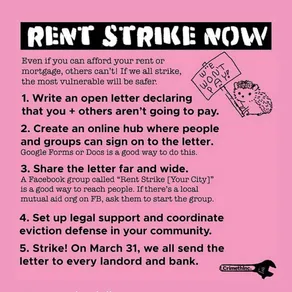 RENT STRIKE NOW
Even if you can afford your rent or
mortgage, others can't! If we all strike,
the most vulnerable will be safer.
WE
WON'T
PAY!
1. Write an open letter declaring
that you + others aren't going to pay.
2. Create an online hub where people
and groups can sign on to the letter.
Google Forms or Docs is a good way to do this.
3. Share the letter far and wide.
A Facebook group called "Rent Strike [Your City]"
is a good way to reach people. If there's a local
mutual aid org on FB, ask them to start the group.
4. Set up legal support and coordinate
eviction defense in your community.
5. Strike! On March 31, we all send the
letter to every landord and bank.
CrimethInc.